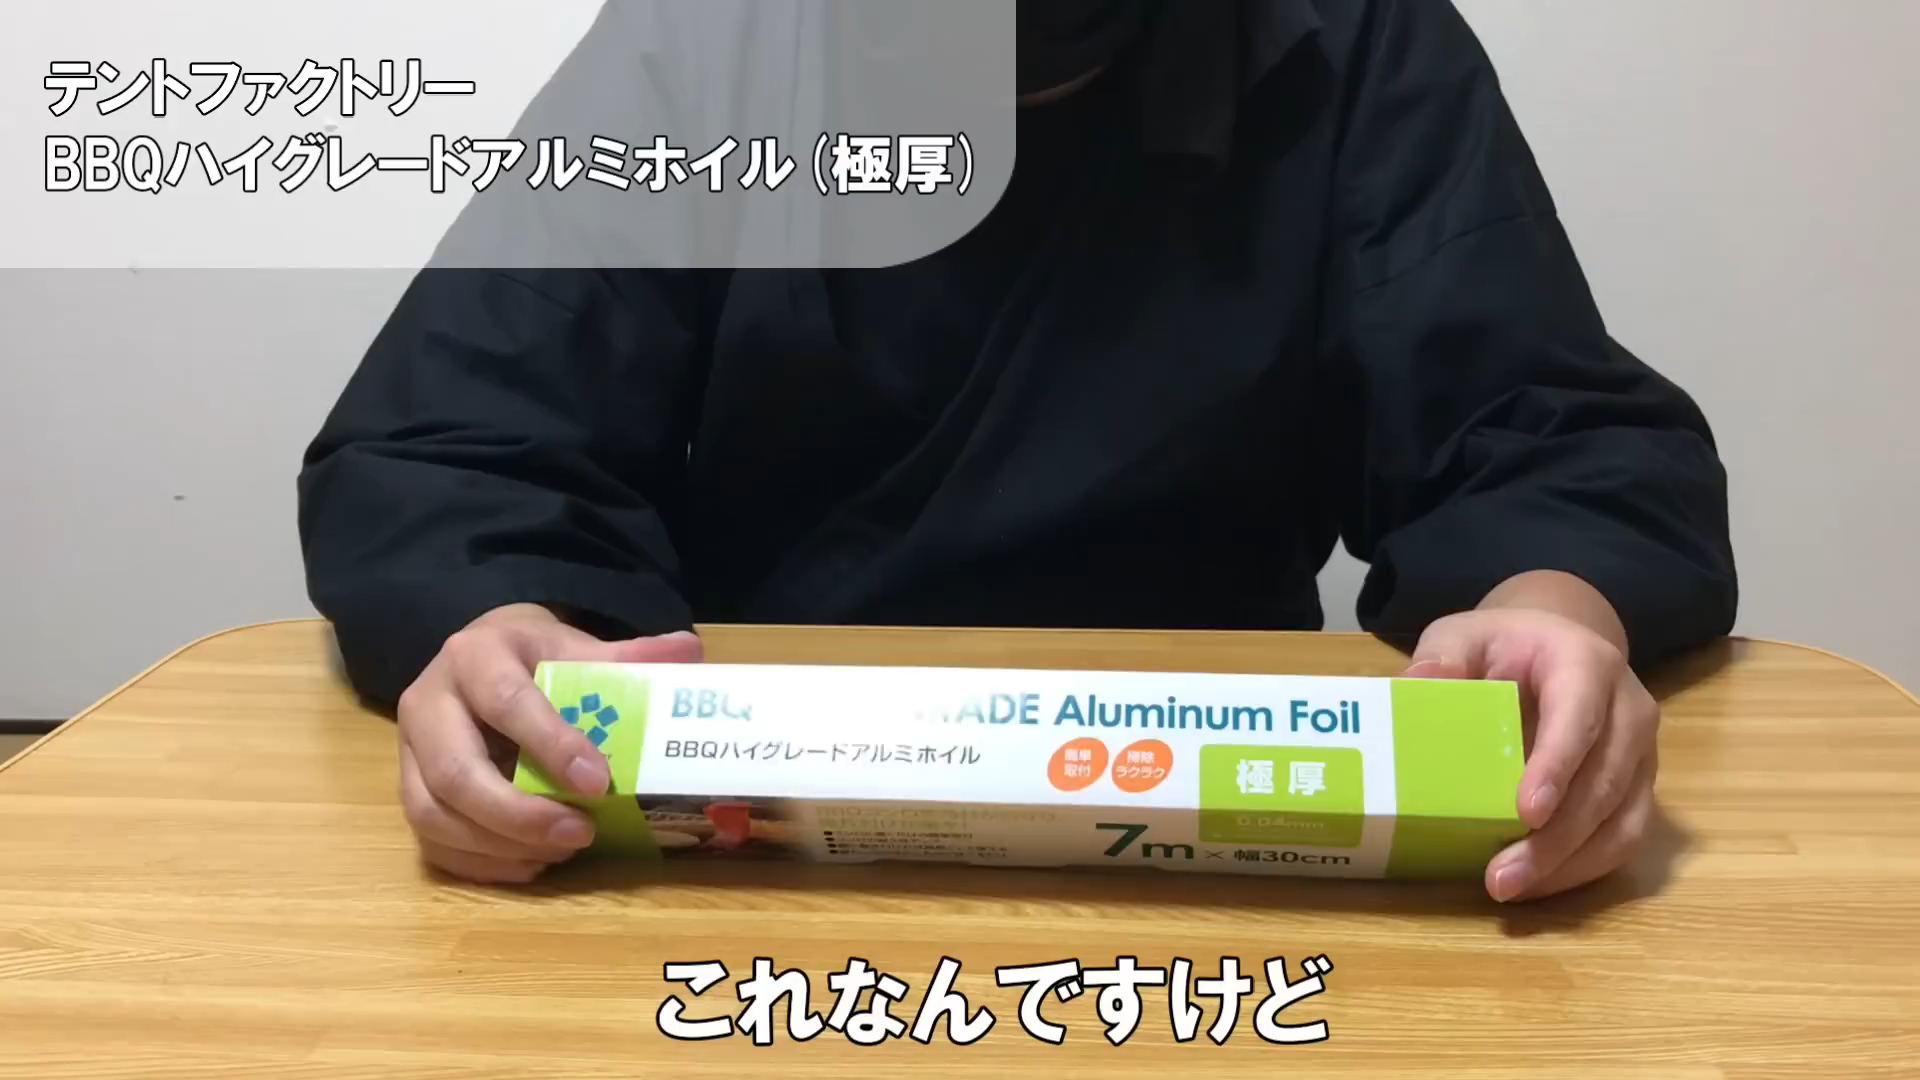 テントファクトリー
BBQハイグレードアルミホイル(極厚)
BBQ RADE Aluminum Foil
BBQハイグレードアルミホイル
簡単
取付
掃除
ラクラク
極厚
0.04mm
7m×幅30cm
これなんですけど